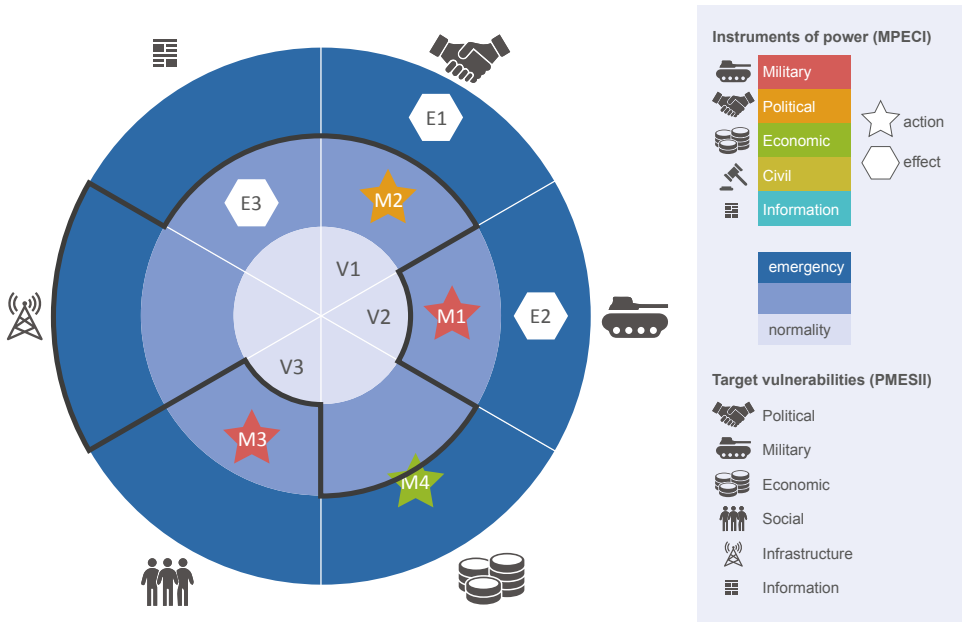 E1
E3
M2
V1
V2
M1
E2
V3
M3
M4
Instruments of power (MPECI)
Military
Political
Economic
Civil
Information
action
effect
emergency
normality
Target vulnerabilities (PMESII)
Political
Military
Economic
Social
Infrastructure
Information